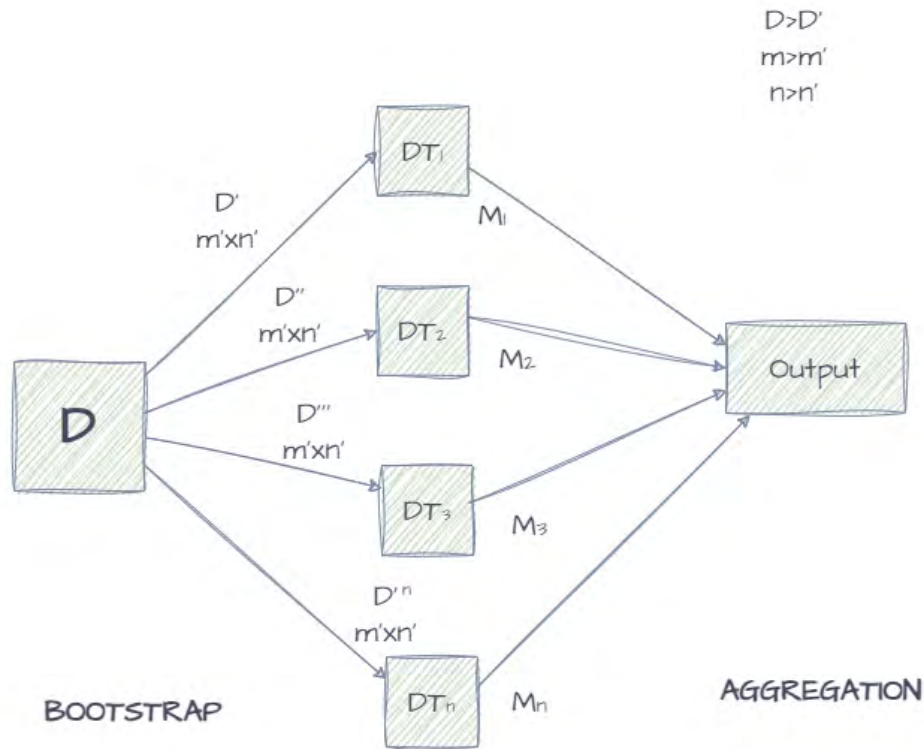 D>D'
m>m'
n>n'
DT₁
D'
m'xn'
M₁
D''
m'xn'
DT₂
M₂
Output
D
D'''
m'xn'
DT₃
M₃
D'ⁿ
m'xn'
DTₙ
Mₙ
BOOTSTRAP
AGGREGATION